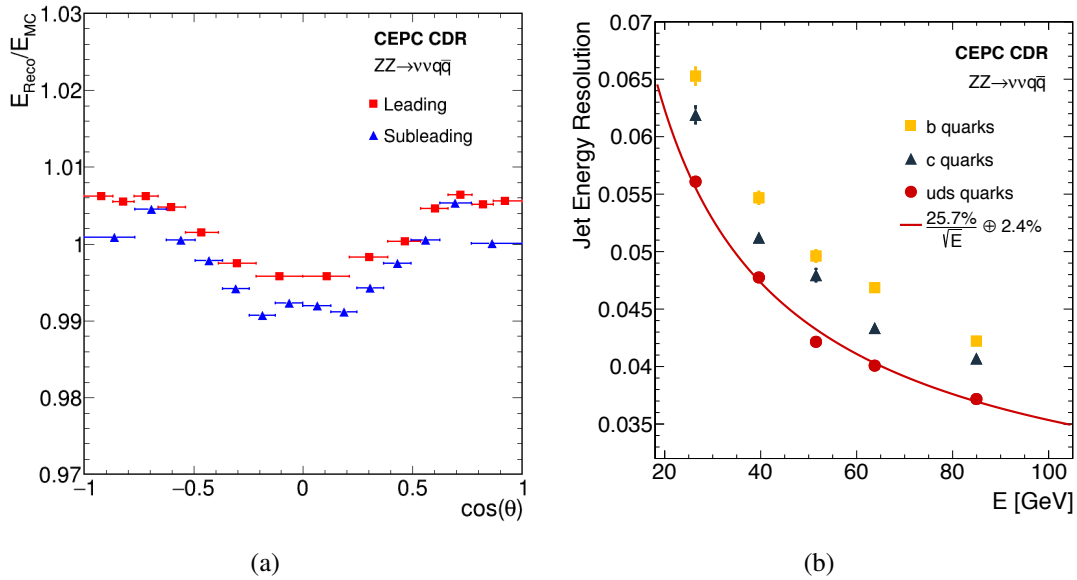 E_Reco/E_MC
1.03
1.02
1.01
1
0.99
0.98
0.97
−1
−0.5
0
0.5
1
cos(θ)
CEPC CDR
ZZ→ννqq̄
Leading
Subleading
(a)
Jet Energy Resolution
0.07
0.065
0.06
0.055
0.05
0.045
0.04
0.035
20
40
60
80
100
E [GeV]
CEPC CDR
ZZ→ννqq̄
b quarks
c quarks
uds quarks
25.7%/√E ⊕ 2.4%
(b)